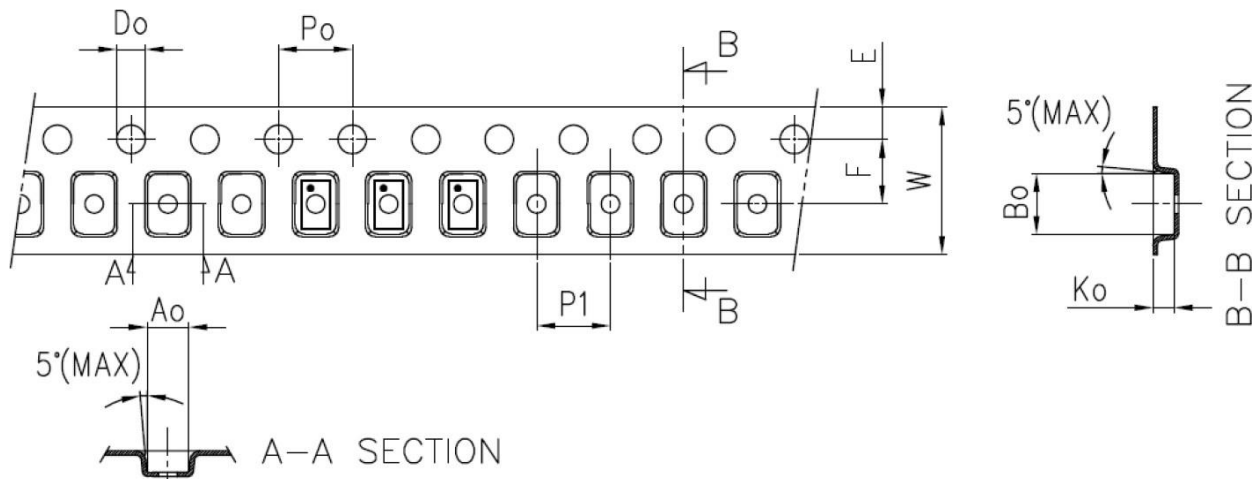 Do
Po
B
E
5°(MAX)
F
W
Bo
B-B SECTION
A
A
Ko
P1
B
Ao
5°(MAX)
A-A SECTION